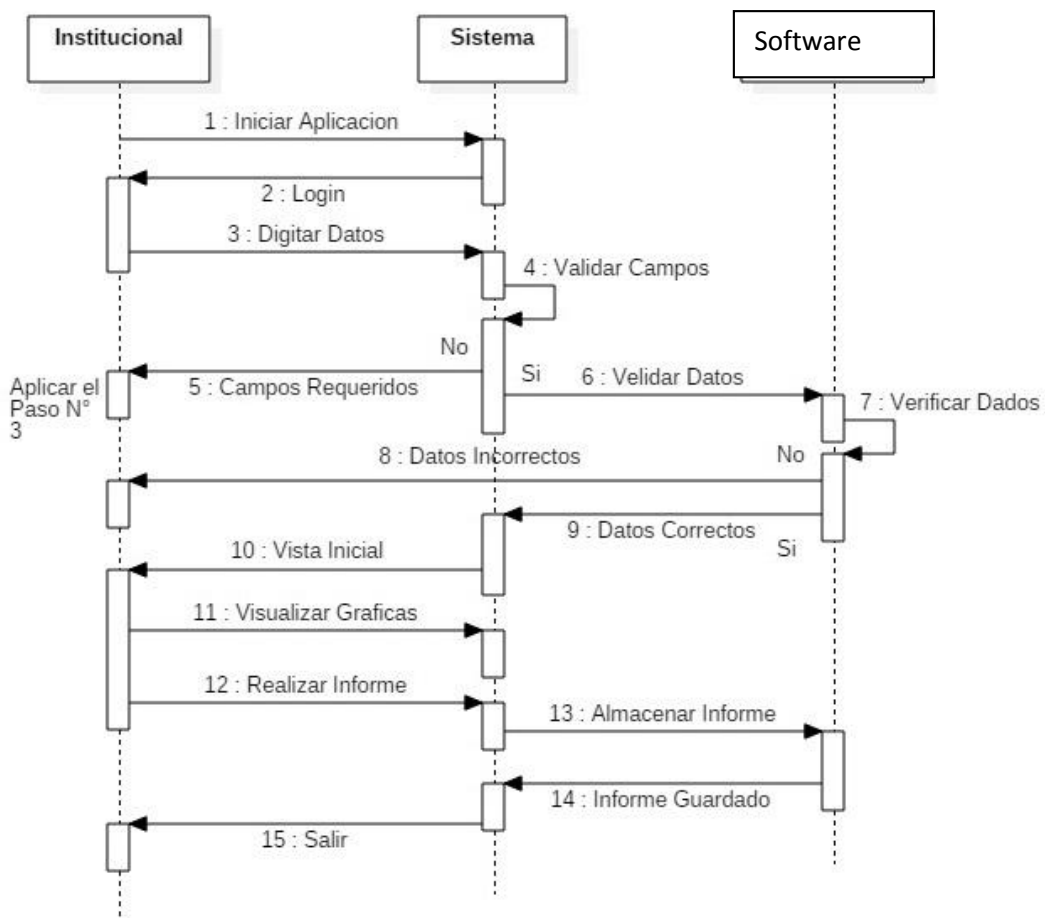 Institucional
Sistema
Software
1 : Iniciar Aplicacion
2 : Login
3 : Digitar Datos
4 : Validar Campos
No
Si
5 : Campos Requeridos
6 : Velidar Datos
Aplicar el
Paso N°
3
7 : Verificar Dados
8 : Datos Incorrectos
No
9 : Datos Correctos
Si
10 : Vista Inicial
11 : Visualizar Graficas
12 : Realizar Informe
13 : Almacenar Informe
14 : Informe Guardado
15 : Salir